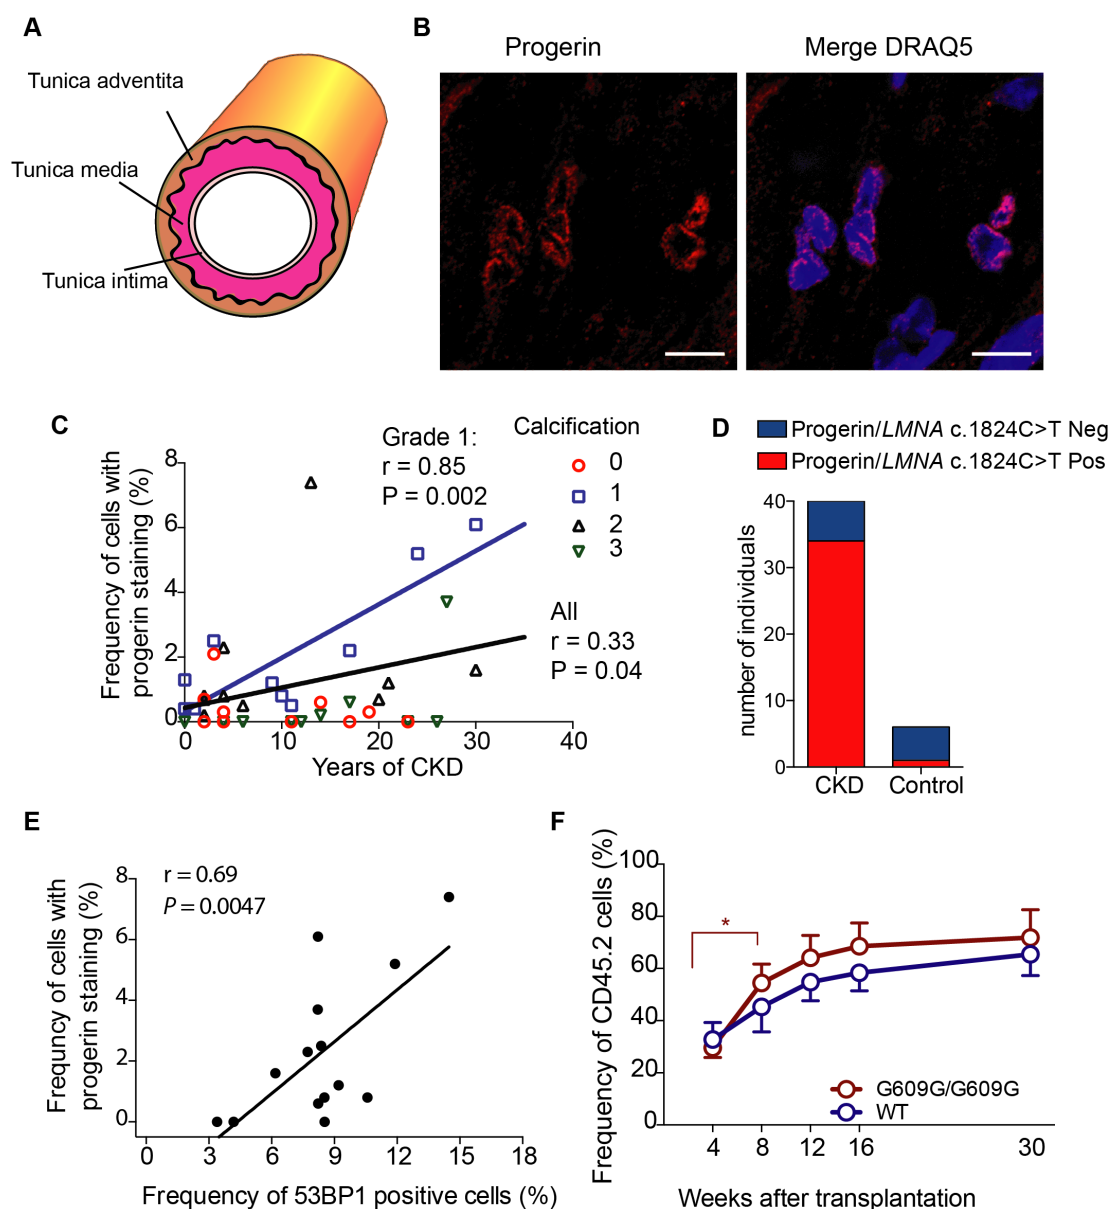 A
Tunica adventita
Tunica media
Tunica intima
B
Progerin
Merge DRAQ5
C
Frequency of cells with
progerin staining (%)
8
6
4
2
0
0
10
20
30
40
Years of CKD
Grade 1:
r = 0.85
P = 0.002
All
r = 0.33
P = 0.04
Calcification
0
1
2
3
D
Progerin/LMNA c.1824C>T Neg
Progerin/LMNA c.1824C>T Pos
number of individuals
40
30
20
10
0
CKD
Control
E
Frequncy of cells with
progerin staining (%)
8
6
4
2
0
r = 0.69
P = 0.0047
0
3
6
9
12
15
18
Frequency of 53BP1 positive cells (%)
F
Frequency of CD45.2 cells (%)
100
80
60
40
20
0
*
G609G/G609G
WT
4
8
12
16
30
Weeks after transplantation